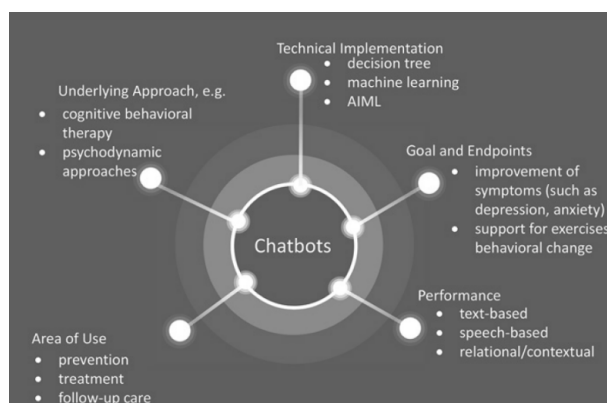 Technical Implementation
• decision tree
• machine learning
• AIML
Underlying Approach, e.g.
• cognitive behavioral
therapy
• psychodynamic
approaches
Goal and Endpoints
• improvement of
symptoms (such as
depression, anxiety)
• support for exercises
behavioral change
Chatbots
Performance
• text-based
• speech-based
• relational/contextual
Area of Use
• prevention
• treatment
• follow-up care